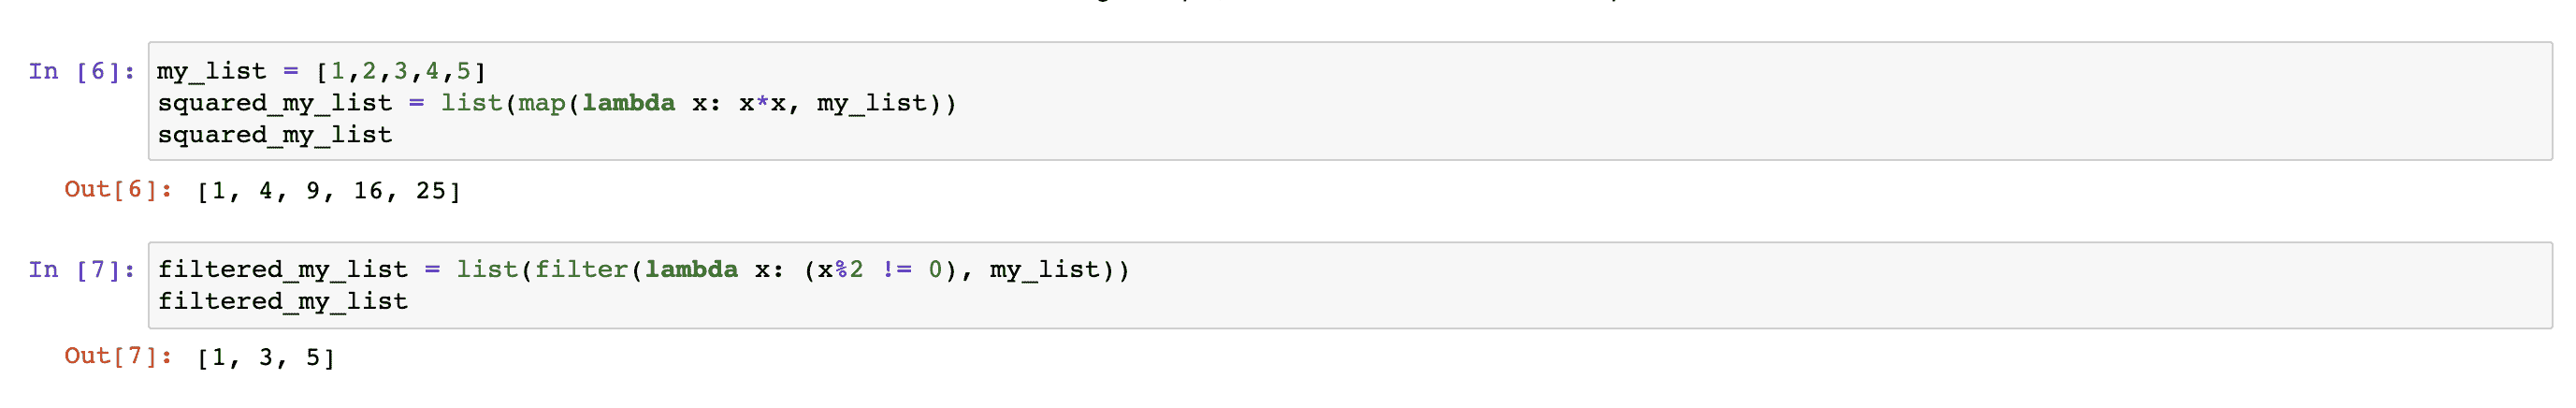 In [6]: my_list = [1,2,3,4,5]
squared_my_list = list(map(lambda x: x*x, my_list))
squared_my_list
Out[6]: [1, 4, 9, 16, 25]
In [7]: filtered_my_list = list(filter(lambda x: (x%2 != 0), my_list))
filtered_my_list
Out[7]: [1, 3, 5]